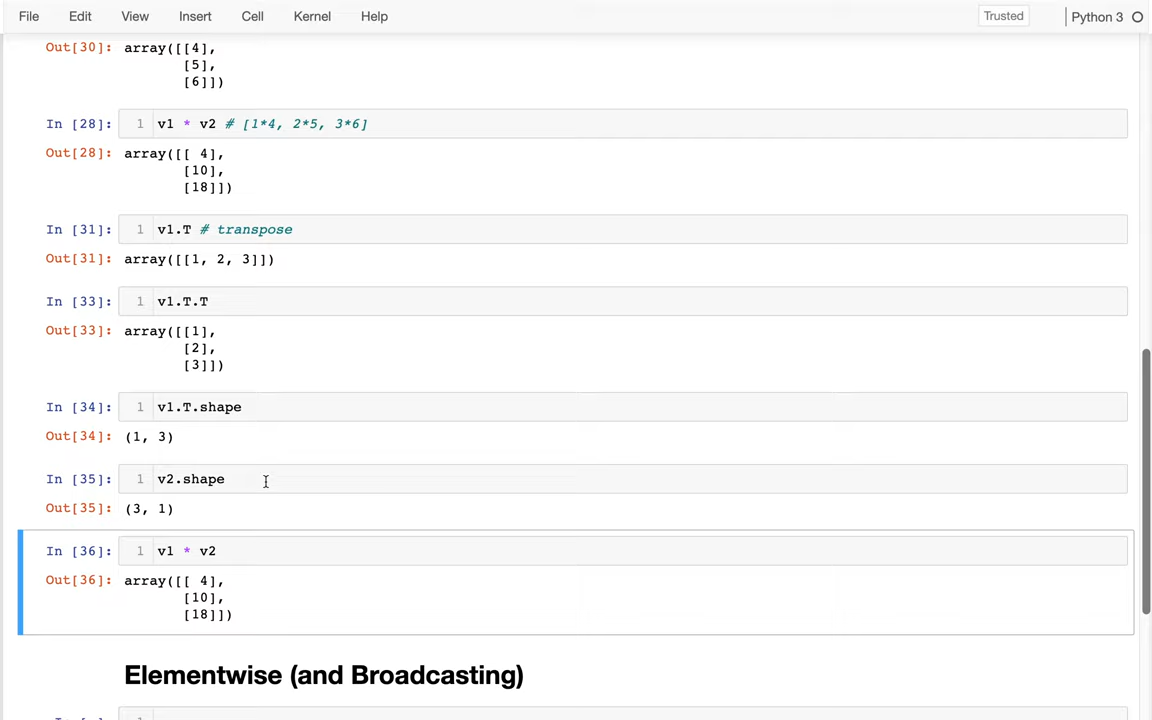 File Edit View Insert Cell Kernel Help Trusted Python 3
Out[30]: array([[4],
[5],
[6]])
In [28]: 1 v1 * v2 # [1*4, 2*5, 3*6]
Out[28]: array([[ 4],
[10],
[18]])
In [31]: 1 v1.T # transpose
Out[31]: array([[1, 2, 3]])
In [33]: 1 v1.T.T
Out[33]: array([[1],
[2],
[3]])
In [34]: 1 v1.T.shape
Out[34]: (1, 3)
In [35]: 1 v2.shape
Out[35]: (3, 1)
In [36]: 1 v1 * v2
Out[36]: array([[ 4],
[10],
[18]])
Elementwise (and Broadcasting)